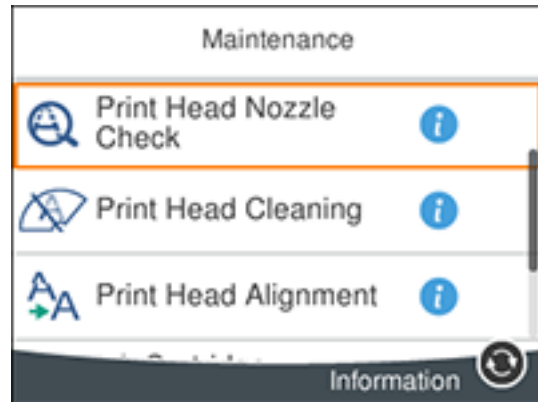 Maintenance
Print Head Nozzle
Check
Print Head Cleaning
Print Head Alignment
Information